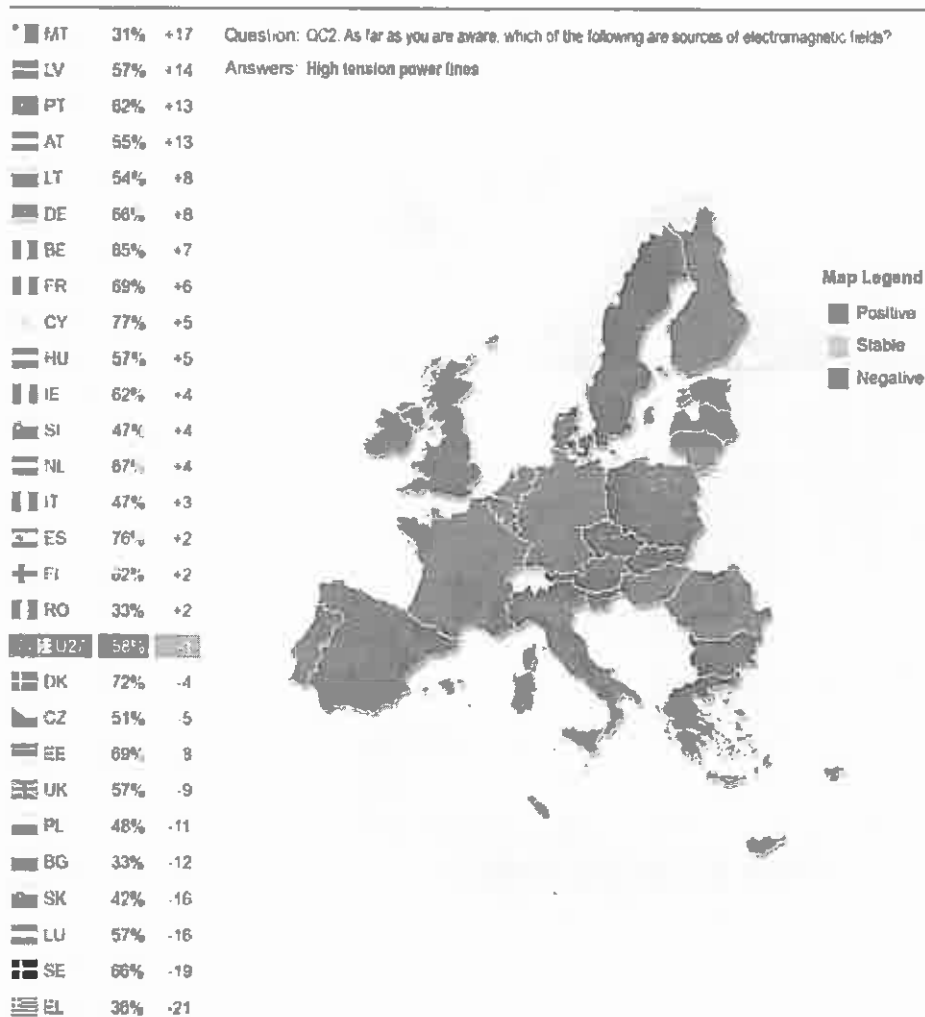 Question: QC2. As far as you are aware, which of the following are sources of electromagnetic fields?
Answers: High tension power lines
MT 31% +17
LV 57% +14
PT 62% +13
AT 55% +13
LT 54% +8
DE 66% +8
BE 65% +7
FR 69% +6
CY 77% +5
HU 57% +5
IE 62% +4
SI 47% +4
NL 67% +4
IT 47% +3
ES 76% +2
FI 62% +2
RO 33% +2
EU27 58% -1
DK 72% -4
CZ 51% -5
EE 69% 8
UK 57% -9
PL 48% -11
BG 33% -12
SK 42% -16
LU 57% -16
SE 66% -19
EL 36% -21
Map Legend
Positive
Stable
Negative